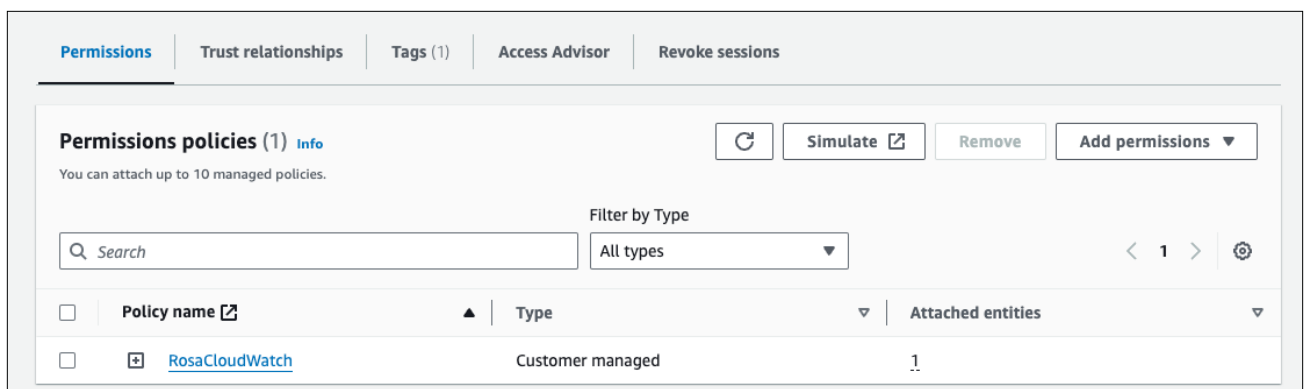 Permissions Trust relationships Tags (1) Access Advisor Revoke sessions
Permissions policies (1) Info
Simulate Remove Add permissions
You can attach up to 10 managed policies.
Filter by Type
Search All types 1
Policy name Type Attached entities
RosaCloudWatch Customer managed 1